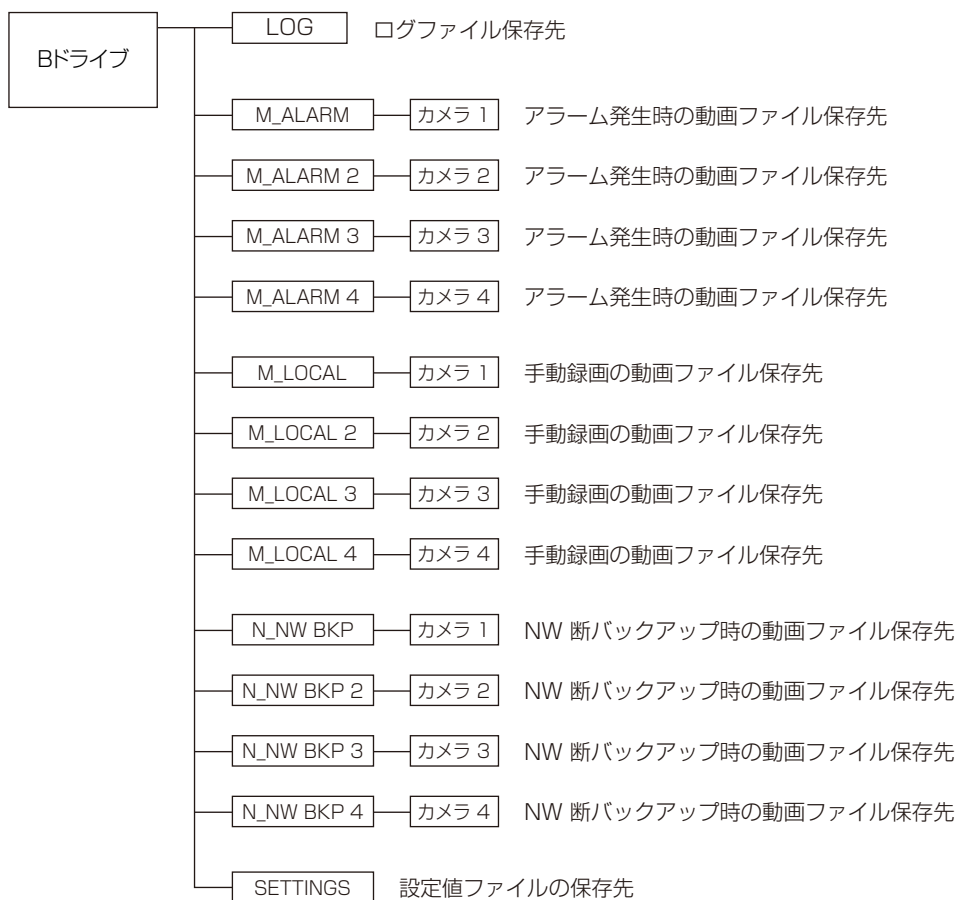 Bドライブ
LOG ログファイル保存先
M_ALARM カメラ 1 アラーム発生時の動画ファイル保存先
M_ALARM 2 カメラ 2 アラーム発生時の動画ファイル保存先
M_ALARM 3 カメラ 3 アラーム発生時の動画ファイル保存先
M_ALARM 4 カメラ 4 アラーム発生時の動画ファイル保存先
M_LOCAL カメラ 1 手動録画の動画ファイル保存先
M_LOCAL 2 カメラ 2 手動録画の動画ファイル保存先
M_LOCAL 3 カメラ 3 手動録画の動画ファイル保存先
M_LOCAL 4 カメラ 4 手動録画の動画ファイル保存先
N_NW BKP カメラ 1 NW 断バックアップ時の動画ファイル保存先
N_NW BKP 2 カメラ 2 NW 断バックアップ時の動画ファイル保存先
N_NW BKP 3 カメラ 3 NW 断バックアップ時の動画ファイル保存先
N_NW BKP 4 カメラ 4 NW 断バックアップ時の動画ファイル保存先
SETTINGS 設定値ファイルの保存先